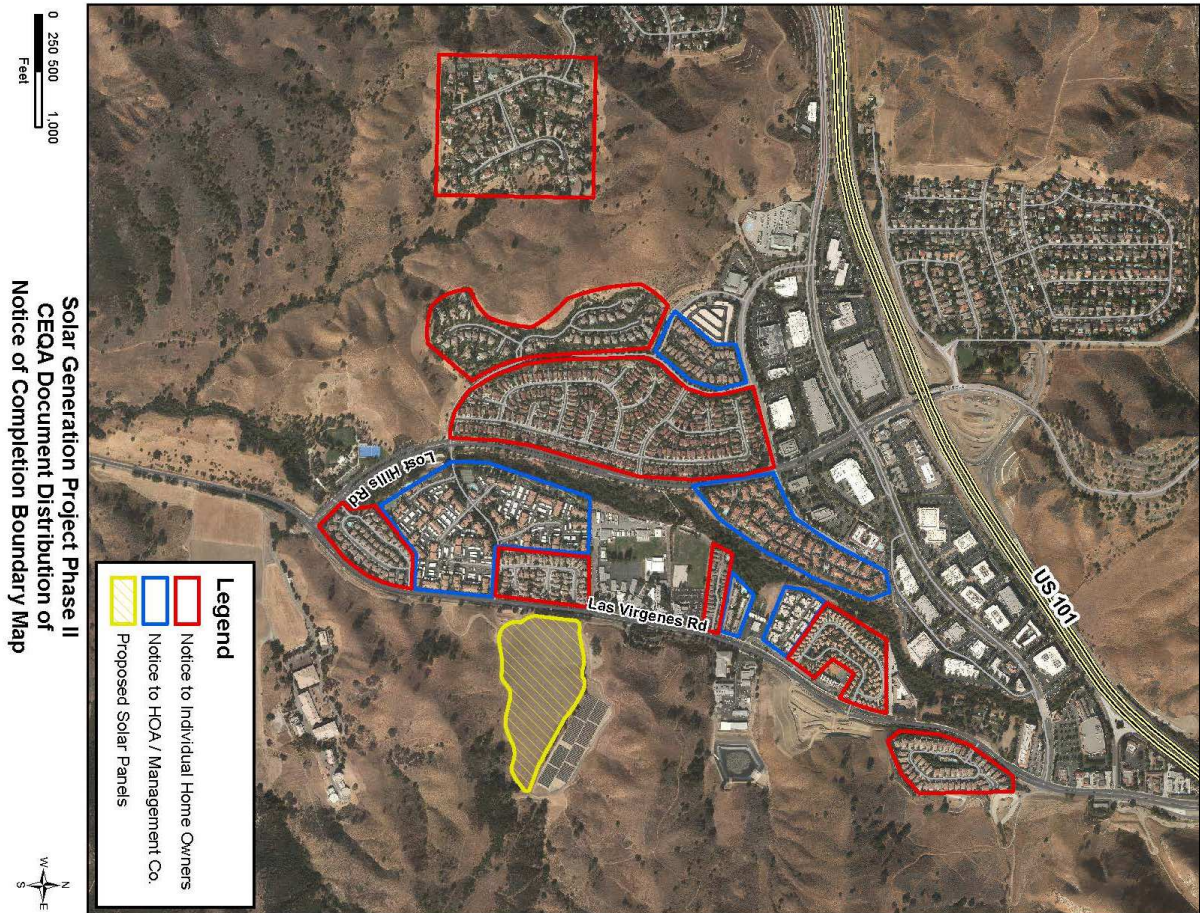 US 101
Las Virgenes Rd
Lost Hills Rd
Legend
Notice to Individual Home Owners
Notice to HOA / Management Co.
Proposed Solar Panels
0 250 500 1,000
Feet
Solar Generation Project Phase II
CEQA Document Distribution of
Notice of Completion Boundary Map
N
W E
S